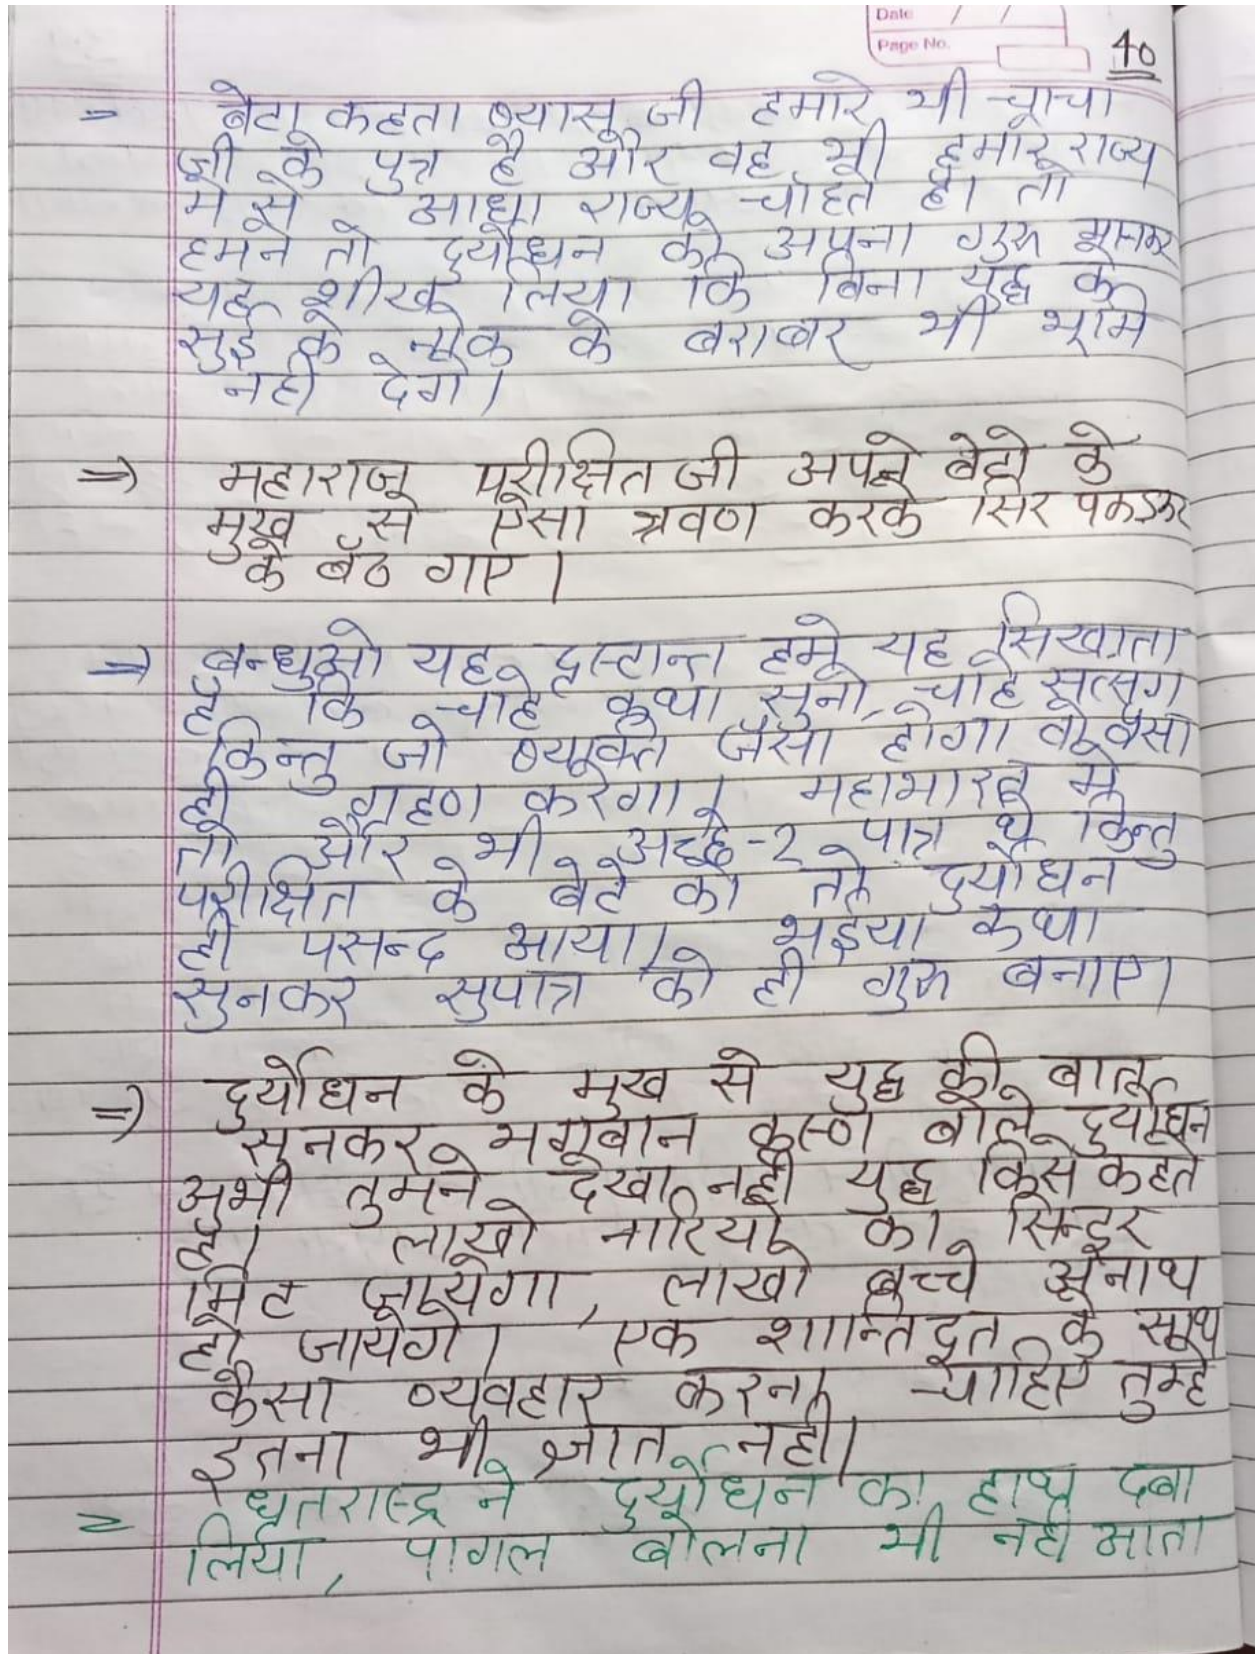 Date / /
Page No.
40
= बेटा कहता व्यास जी हमारे भी चाचा
जी के पुत्र है और वह भी हमारे राज्य
मे से आधा राज्य चाहते है। तो
हमने तो दुर्योधन को अपना गुरू मानकर
यह शीख लिया कि बिना युद्ध के
सुई के नोक के बराबर भी भूमि
नही देगे।
⇒ महाराज परीक्षित जी अपने बेटो के
मुख से ऐसा श्रवण करके सिर पकड़कर
के बैठ गए।
⇒ बन्धुओ यह द्रस्टान्त हमे यह सिखाता
है कि चाहे कथा सुनो, चाहे सत्संग
किन्तु जो व्यक्ति जैसा होगा वह वैसा
ही ग्रहण करेगा। महाभारत मे
तो और भी अच्छे-2 पात्र थे किन्तु
परीक्षित के बेटे को तो दुर्योधन
ही पसन्द आया। भईया कथा
सुनकर सुपात्र को ही गुरू बनाए।
⇒ दुर्योधन के मुख से युद्ध की बात
सुनकर भगवान कृस्ण बोले दुर्योधन
अभी तुमने देखा नही युद्ध किसे कहते
है। लाखो नारियो का सिन्दूर
मिट जायेगा, लाखो बच्चे अनाथ
हो जायेगे। एक शान्तिदूत के साथ
कैसा व्यवहार करना चाहिए तुम्हे
इतना भी ज्ञात नही।
= धृतरास्ट्र ने दुर्योधन का हाथ दबा
लिया, पागल बोलना भी नही आता